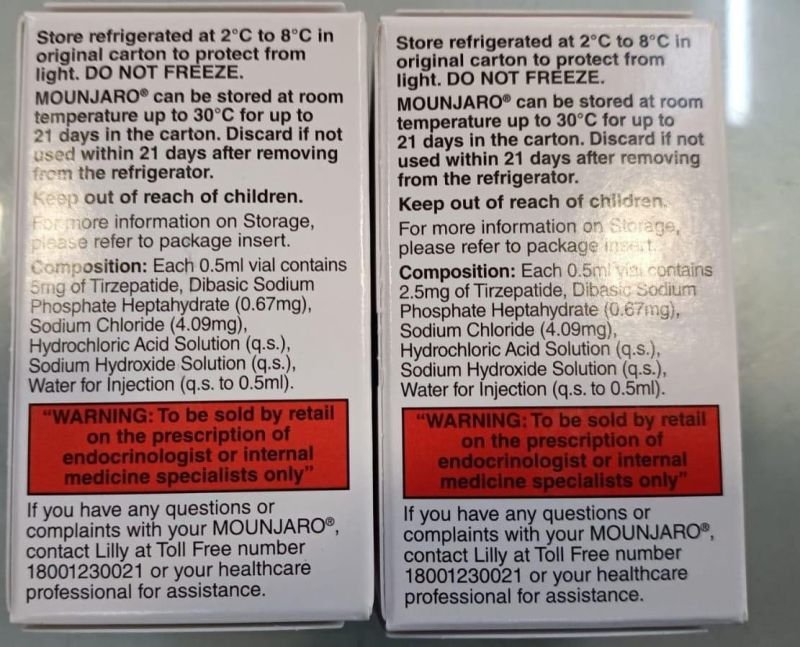 Store refrigerated at 2°C to 8°C in
original carton to protect from
light. DO NOT FREEZE.
MOUNJARO® can be stored at room
temperature up to 30°C for up to
21 days in the carton. Discard if not
used within 21 days after removing
from the refrigerator.
Keep out of reach of children.
For more information on Storage,
please refer to package insert.
Composition: Each 0.5ml vial contains
5mg of Tirzepatide, Dibasic Sodium
Phosphate Heptahydrate (0.67mg),
Sodium Chloride (4.09mg),
Hydrochloric Acid Solution (q.s.),
Sodium Hydroxide Solution (q.s.),
Water for Injection (q.s. to 0.5ml).
“WARNING: To be sold by retail
on the prescription of
endocrinologist or internal
medicine specialists only”
If you have any questions or
complaints with your MOUNJARO®,
contact Lilly at Toll Free number
18001230021 or your healthcare
professional for assistance.
Store refrigerated at 2°C to 8°C in
original carton to protect from
light. DO NOT FREEZE.
MOUNJARO® can be stored at room
temperature up to 30°C for up to
21 days in the carton. Discard if not
used within 21 days after removing
from the refrigerator.
Keep out of reach of children.
For more information on Storage,
please refer to package insert.
Composition: Each 0.5ml vial contains
2.5mg of Tirzepatide, Dibasic Sodium
Phosphate Heptahydrate (0.67mg),
Sodium Chloride (4.09mg),
Hydrochloric Acid Solution (q.s.),
Sodium Hydroxide Solution (q.s.),
Water for Injection (q.s. to 0.5ml).
“WARNING: To be sold by retail
on the prescription of
endocrinologist or internal
medicine specialists only”
If you have any questions or
complaints with your MOUNJARO®,
contact Lilly at Toll Free number
18001230021 or your healthcare
professional for assistance.